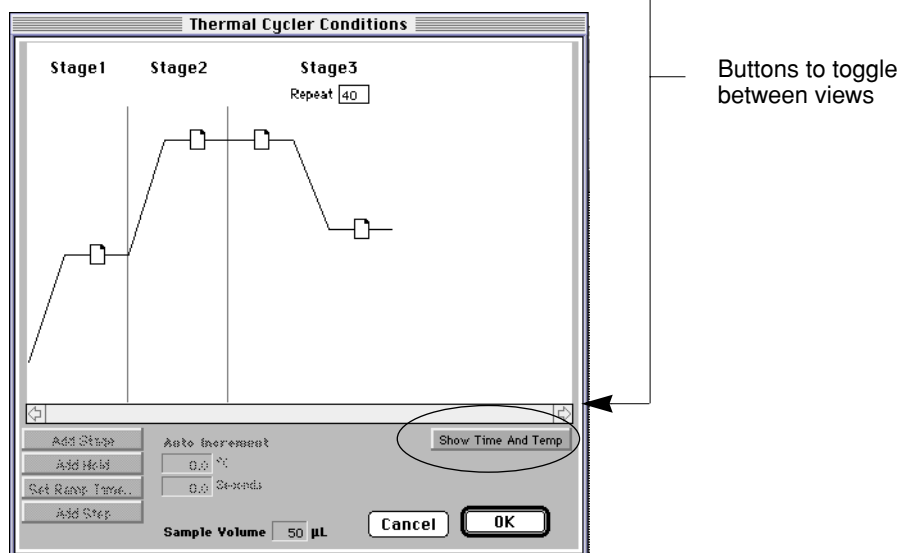 Thermal Cycler Conditions
Stage1 Stage2 Stage3
Repeat 40
Buttons to toggle
between views
Add Stage
Auto Increment
Show Time And Temp
Add Hold
0.0 °C
Set Ramp Time..
0.0 Seconds
Add Step
Sample Volume 50 µL
Cancel
OK